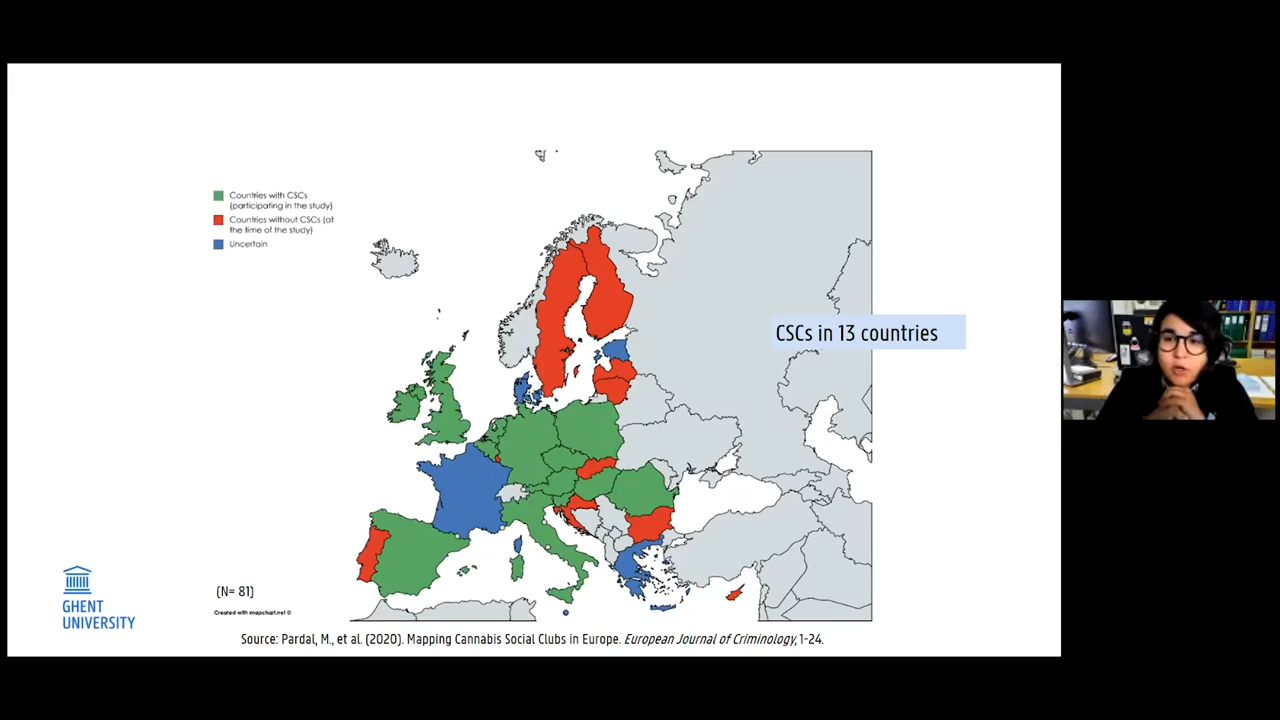 Countries with CSCs
(participating in the study)
Countries without CSCs (at
the time of the study)
Uncertain
CSCs in 13 countries
(N= 81)
Created with mapchart.net ©
GHENT
UNIVERSITY
Source: Pardal, M., et al. (2020). Mapping Cannabis Social Clubs in Europe. European Journal of Criminology, 1-24.